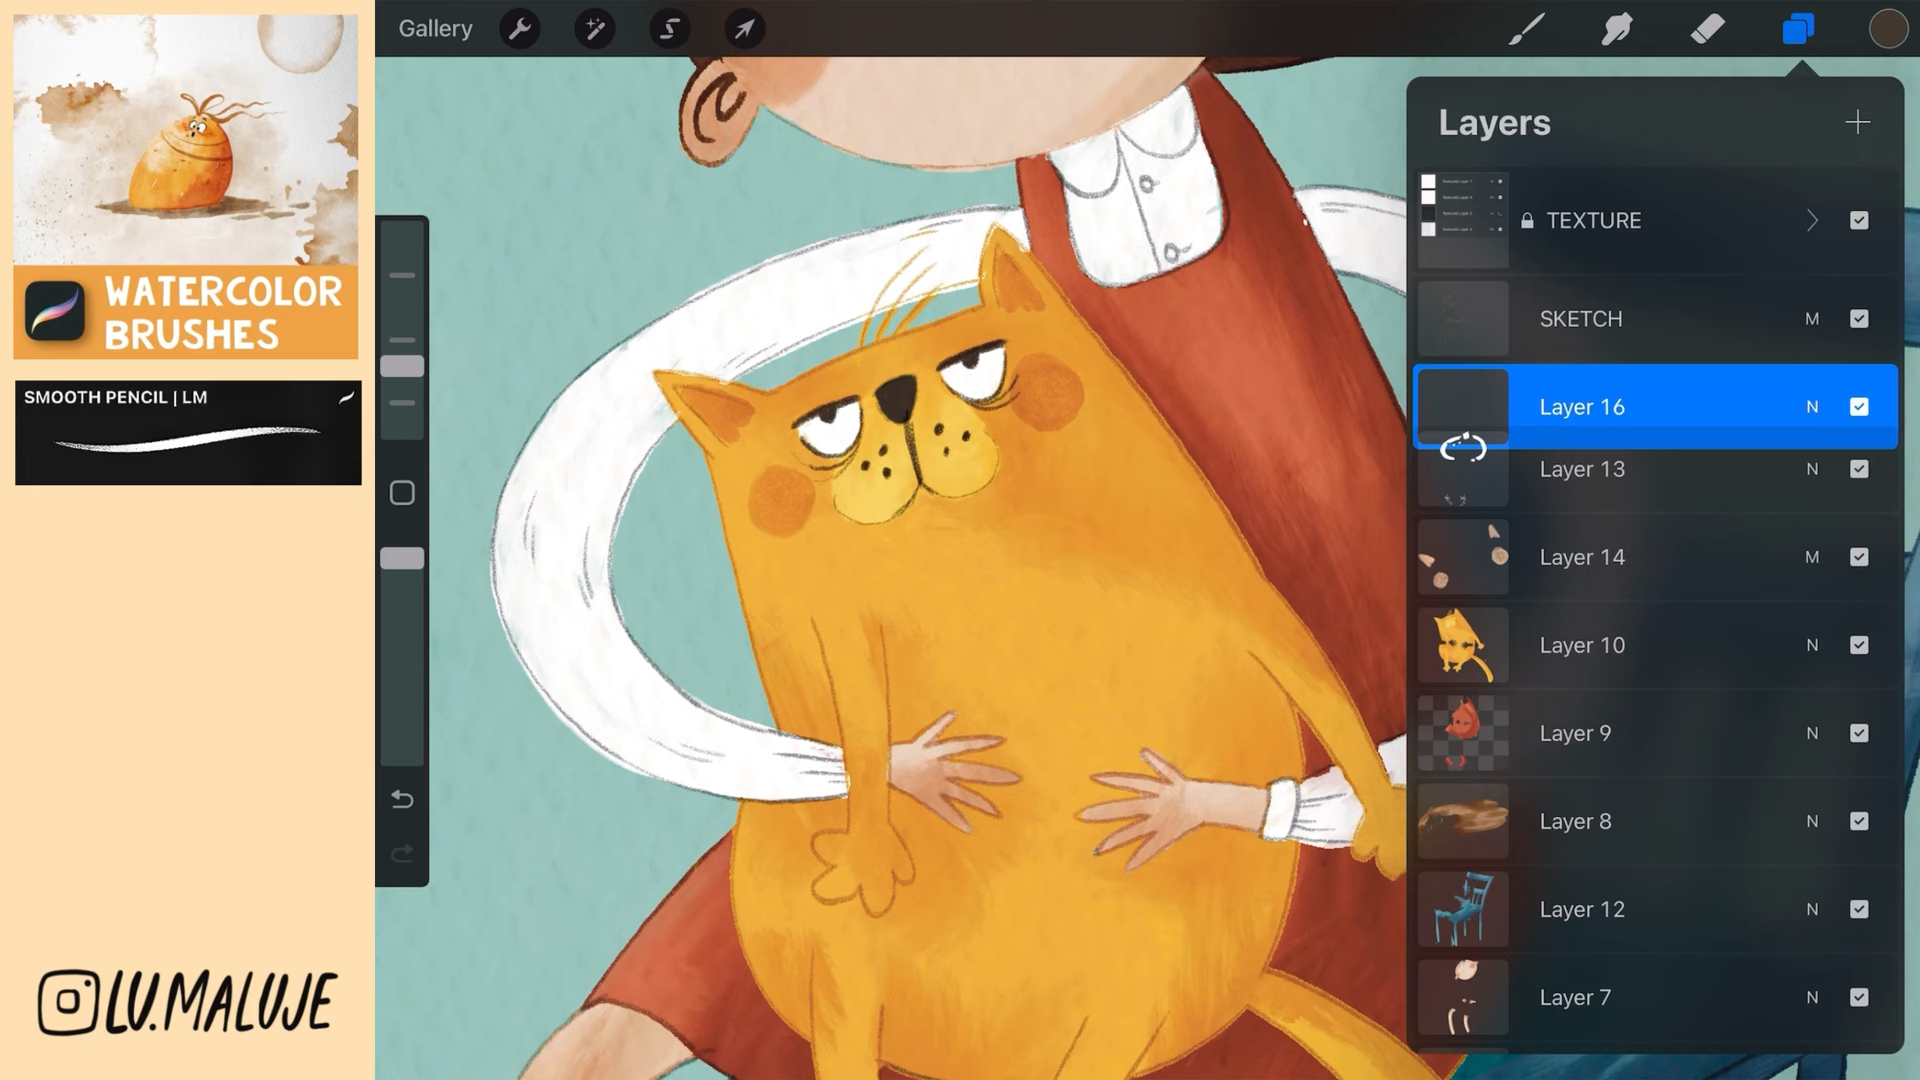 WATERCOLOR
BRUSHES
SMOOTH PENCIL | LM
LU.MALUJE
Gallery
Layers
TEXTURE
SKETCH M
Layer 16 N
Layer 13 N
Layer 14 M
Layer 10 N
Layer 9 N
Layer 8 N
Layer 12 N
Layer 7 N